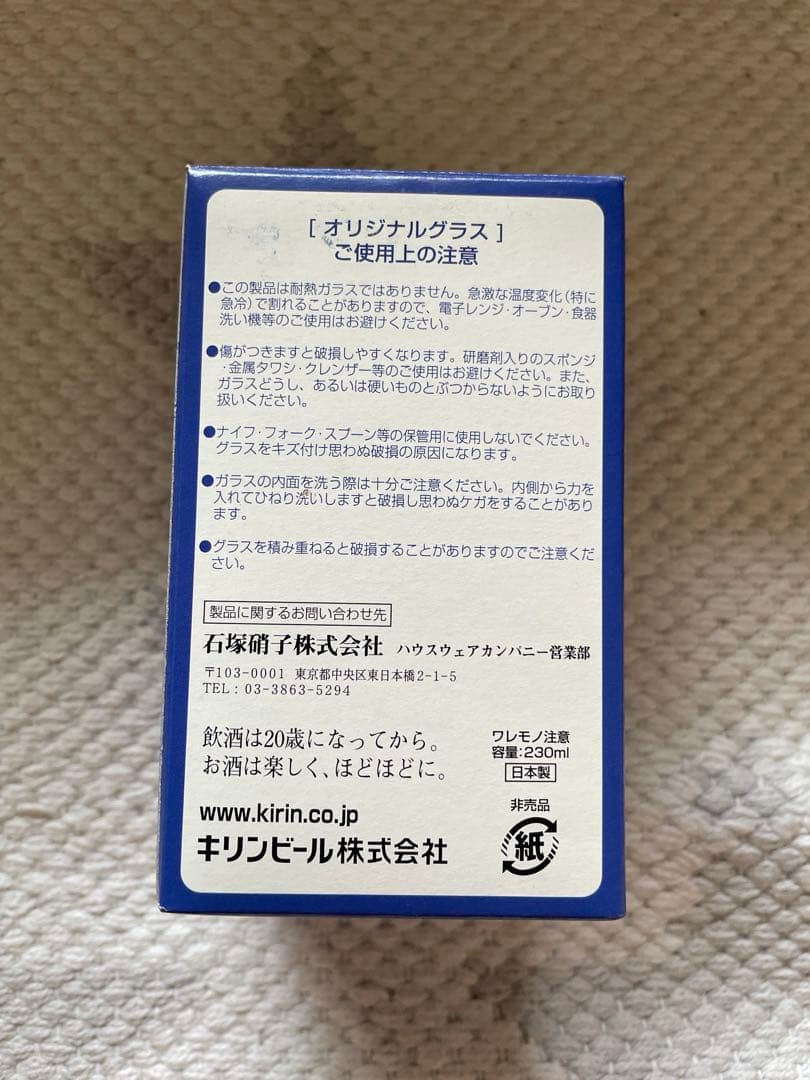 [ オリジナルグラス ]
ご使用上の注意
●この製品は耐熱ガラスではありません。急激な温度変化(特に
急冷)で割れることがありますので、電子レンジ・オーブン・食器
洗い機等のご使用はお避けください。
●傷がつきますと破損しやすくなります。研磨剤入りのスポンジ
・金属タワシ・クレンザー等のご使用はお避けください。また、
ガラスどうし、あるいは硬いものとぶつからないようにお取り
扱いください。
●ナイフ・フォーク・スプーン等の保管用に使用しないでください。
グラスをキズ付け思わぬ破損の原因になります。
●ガラスの内面を洗う際は十分ご注意ください。内側から力を
入れてひねり洗いしますと破損し思わぬケガをすることがあり
ます。
●グラスを積み重ねると破損することがありますのでご注意くだ
さい。
製品に関するお問い合わせ先
石塚硝子株式会社 ハウスウェアカンパニー営業部
〒103-0001 東京都中央区東日本橋2-1-5
TEL:03-3863-5294
飲酒は20歳になってから。
お酒は楽しく、ほどほどに。
ワレモノ注意
容量:230ml
日本製
www.kirin.co.jp
キリンビール株式会社
非売品
紙